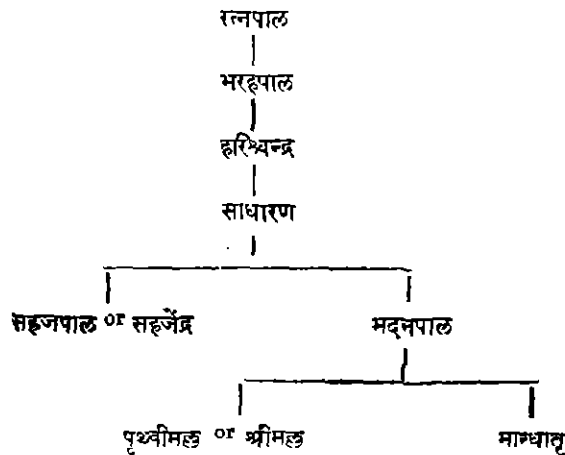 रत्नपाल
भरहपाल
हरिश्चन्द्र
साधारण
सहजपाल or सहजेंद्र मदनपाल
पृथ्वीमल्ल or श्रीमल्ल मान्धातृ